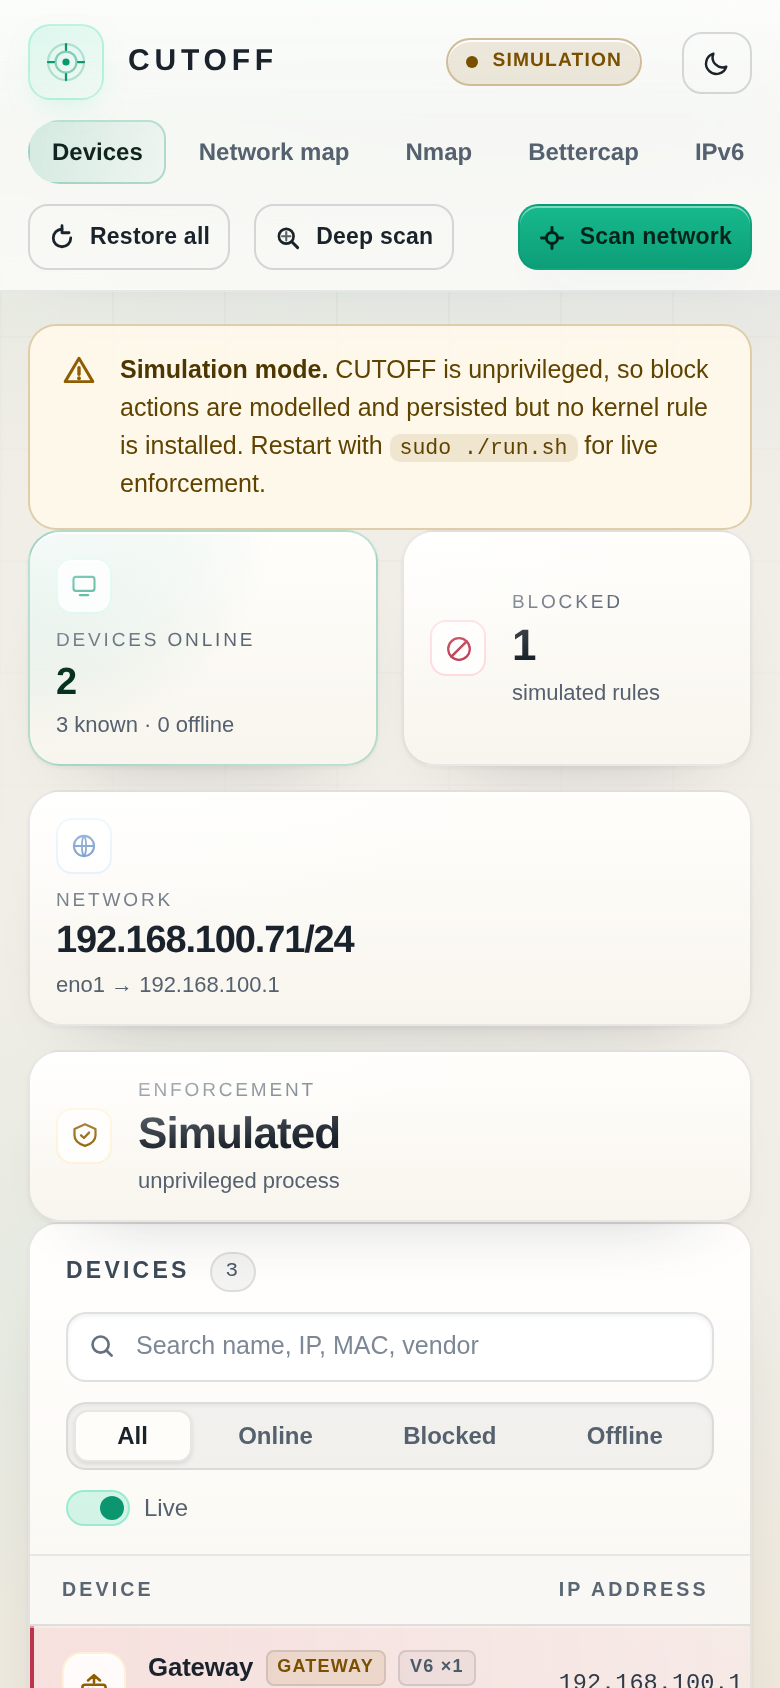 CUTOFF
SIMULATION
Devices Network map Nmap Bettercap IPv6
Restore all Deep scan Scan network
Simulation mode. CUTOFF is unprivileged, so block
actions are modelled and persisted but no kernel rule
is installed. Restart with sudo ./run.sh for live
enforcement.
DEVICES ONLINE
2
3 known · 0 offline
BLOCKED
1
simulated rules
NETWORK
192.168.100.71/24
eno1 → 192.168.100.1
ENFORCEMENT
Simulated
unprivileged process
DEVICES 3
Search name, IP, MAC, vendor
All Online Blocked Offline
Live
DEVICE IP ADDRESS
Gateway GATEWAY V6 ×1 192.168.100.1